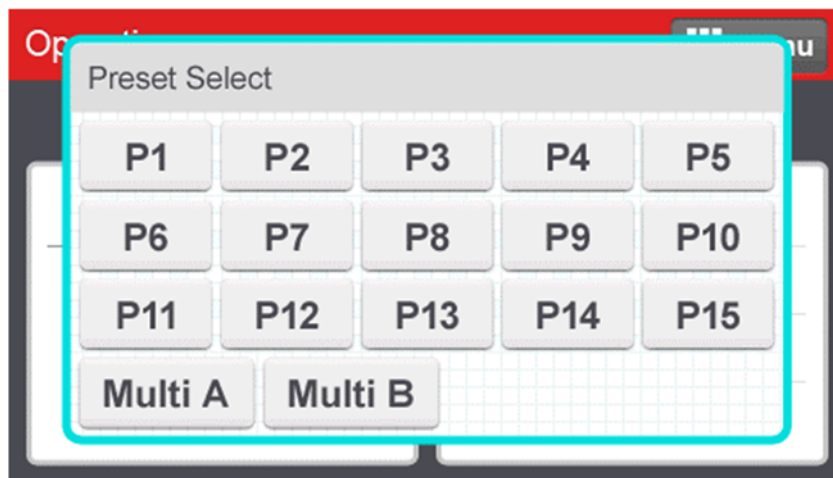 Preset Select
P1 P2 P3 P4 P5
P6 P7 P8 P9 P10
P11 P12 P13 P14 P15
Multi A Multi B